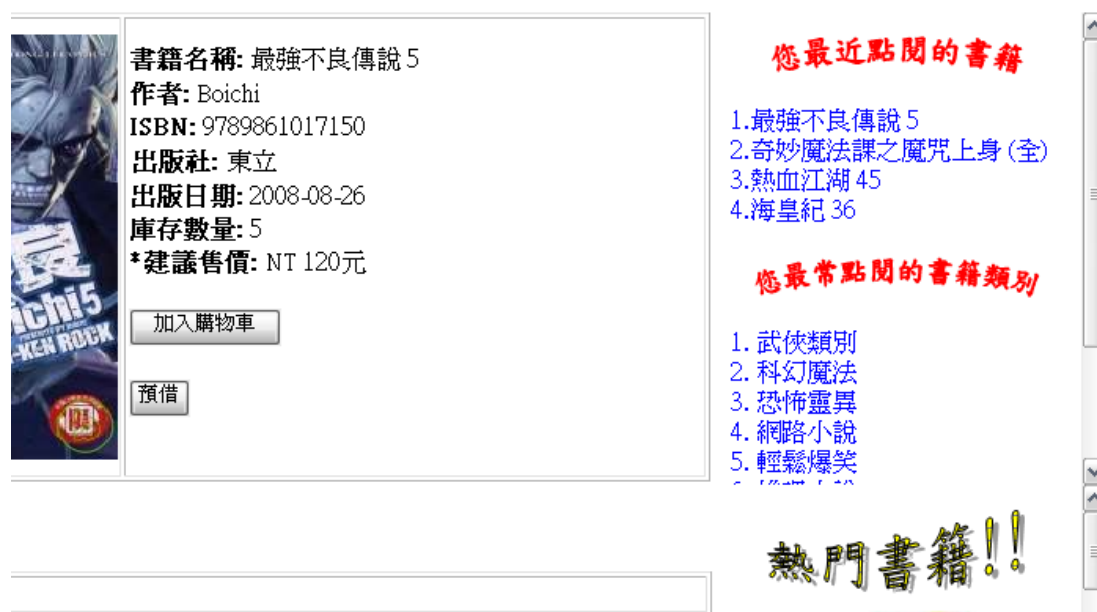 書籍名稱: 最強不良傳說 5
作者: Boichi
ISBN: 9789861017150
出版社: 東立
出版日期: 2008-08-26
庫存數量: 5
*建議售價: NT 120元
加入購物車
預借
良
Boichi5
-KEN ROCK
您最近點閱的書籍
1.最強不良傳說 5
2.奇妙魔法課之魔咒上身 (全)
3.熱血江湖 45
4.海皇紀 36
您最常點閱的書籍類別
1. 武俠類別
2. 科幻魔法
3. 恐怖靈異
4. 網路小說
5. 輕鬆爆笑
熱門書籍!!